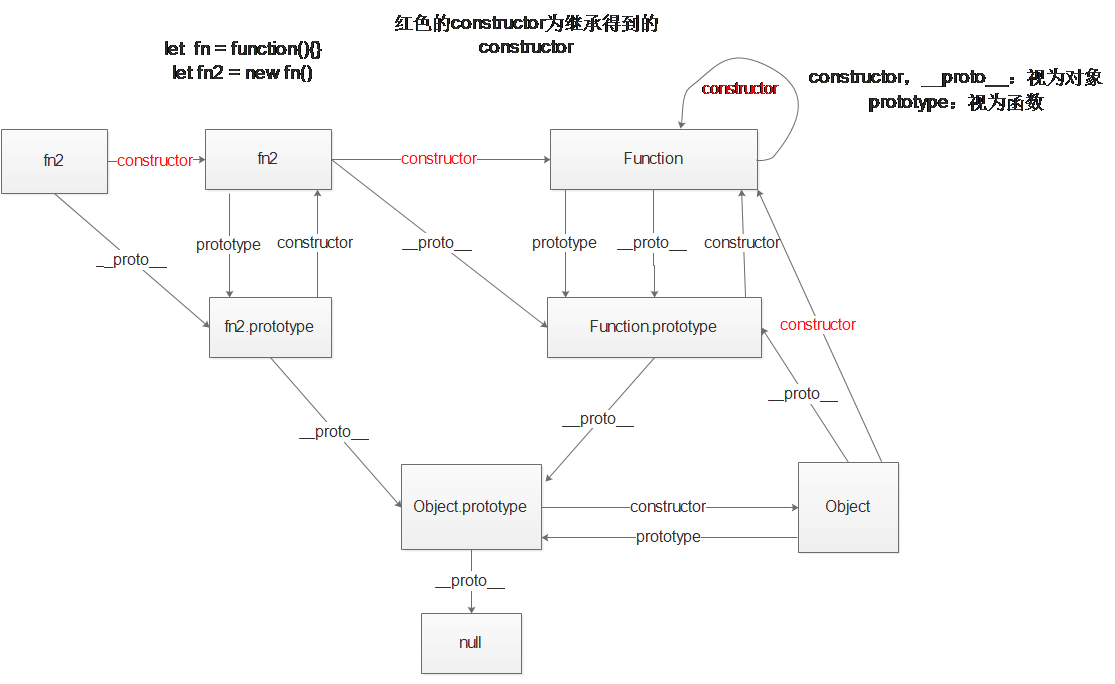 红色的constructor为继承得到的
constructor
let fn = function(){}
let fn2 = new fn()
constructor
constructor，__proto__：视为对象
prototype：视为函数
fn2
constructor
fn2
constructor
Function
prototype
constructor
__proto__
prototype
__proto__
constructor
__proto__
fn2.prototype
Function.prototype
constructor
__proto__
__proto__
__proto__
Object.prototype
constructor
prototype
Object
__proto__
null